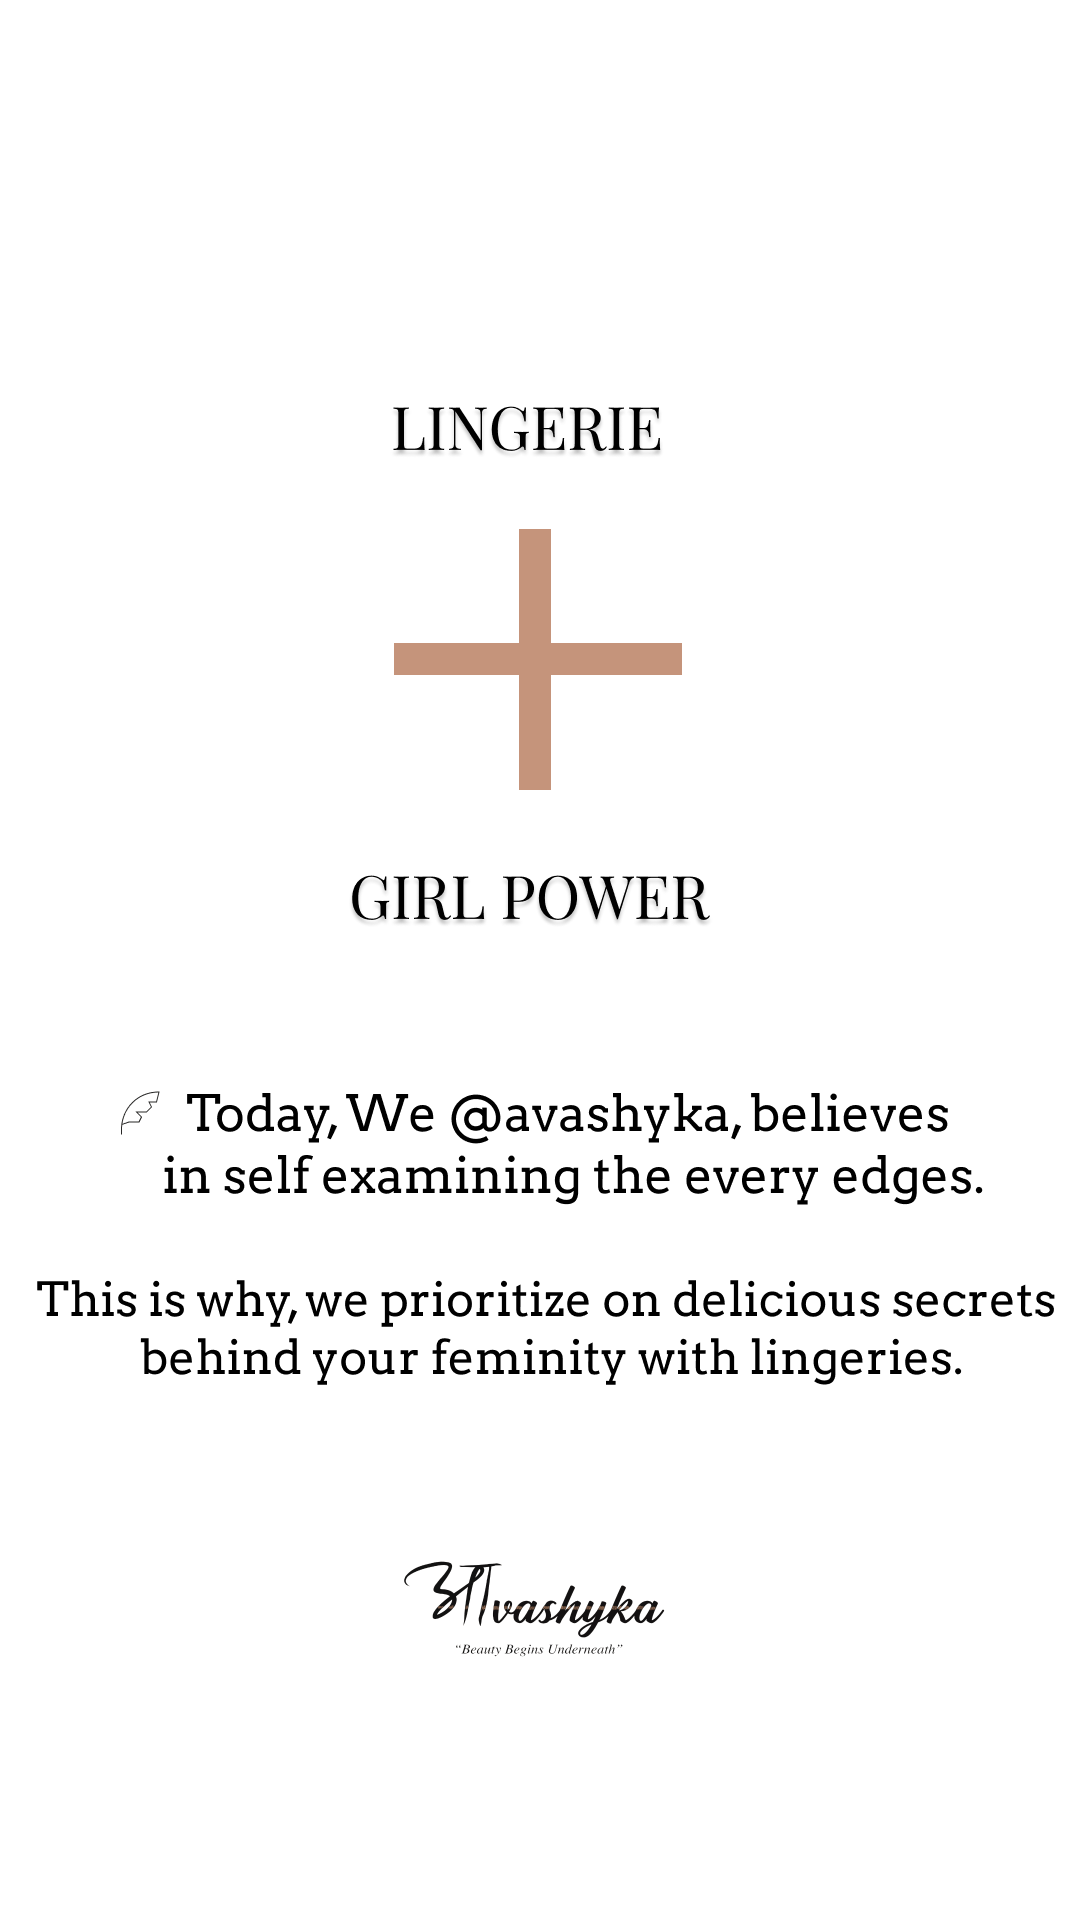 LINGERIE
GIRL POWER
Today, We @avashyka, believes
in self examining the every edges.
This is why, we prioritize on delicious secrets
behind your feminity with lingeries.
अvashyka
“Beauty Begins Underneath”